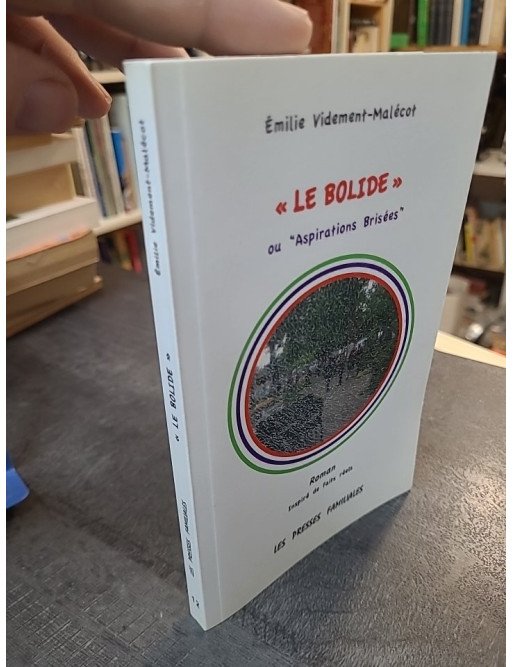 Émilie Videment-Malécot
« LE BOLIDE »
ou "Aspirations Brisées"
Roman
Inspiré de faits réels
LES PRESSES FAMILIALES
Émilie Videment-Malécot
« LE BOLIDE »
LES PRESSES FAMILIALES